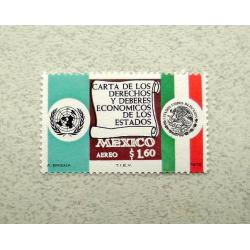 CARTA DE LOS
DERECHOS
Y DEBERES
ECONOMICOS
DE LOS
ESTADOS
MEXICO
AEREO $1.60
T.I.E.V.